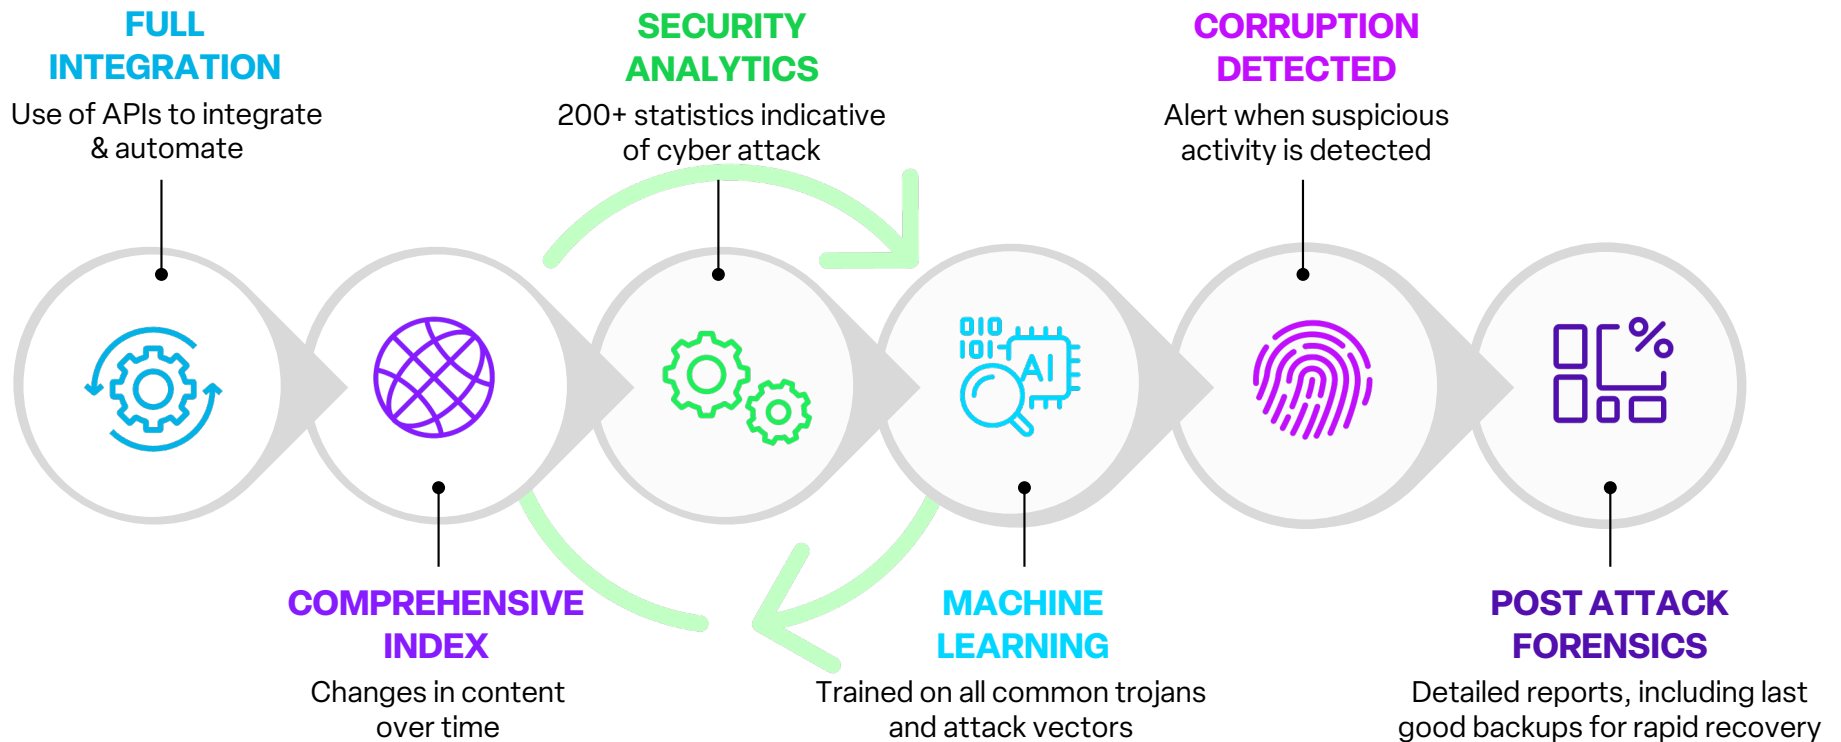 FULL
INTEGRATION
Use of APIs to integrate
& automate
SECURITY
ANALYTICS
200+ statistics indicative
of cyber attack
CORRUPTION
DETECTED
Alert when suspicious
activity is detected
010
101
AI
%
COMPREHENSIVE
INDEX
Changes in content
over time
MACHINE
LEARNING
Trained on all common trojans
and attack vectors
POST ATTACK
FORENSICS
Detailed reports, including last
good backups for rapid recovery